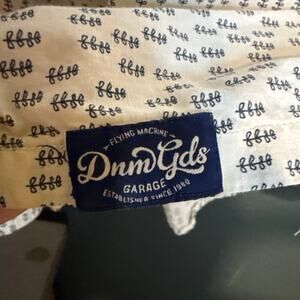 FLYING MACHINE
DnmGds
GARAGE
ESTABLISHED SINCE 1980